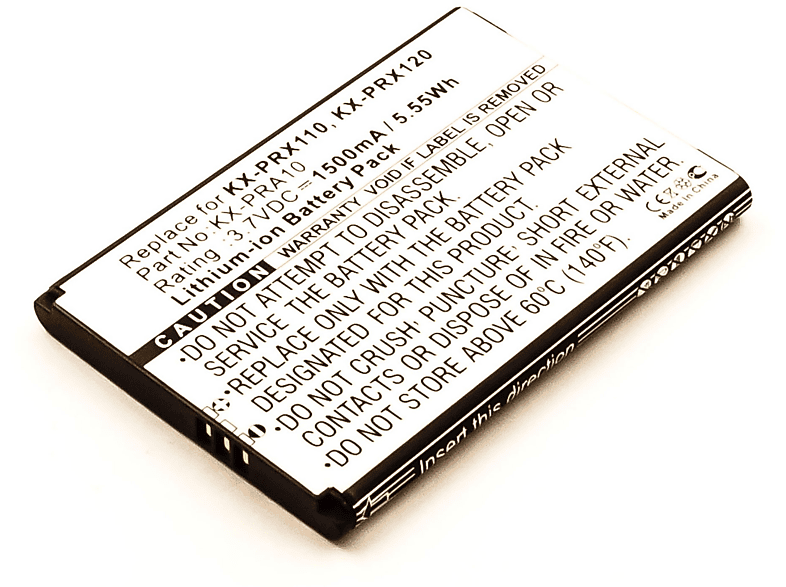 Replace for KX-PRX110, KX-PRX120
Part No: KX-PRA10
Rating : 3.7VDC⎓1500mA / 5.55Wh
Lithium-ion Battery Pack
CAUTION WARRANTY VOID IF LABEL IS REMOVED
•DO NOT ATTEMPT TO DISASSEMBLE, OPEN OR
SERVICE THE BATTERY PACK.
•REPLACE ONLY WITH THE BATTERY PACK
DESIGNATED FOR THIS PRODUCT.
•DO NOT CRUSH, PUNCTURE, SHORT EXTERNAL
CONTACTS OR DISPOSE OF IN FIRE OR WATER.
•DO NOT STORE ABOVE 60°C (140°F)
CE
Made in P.R.C
Insert this direction